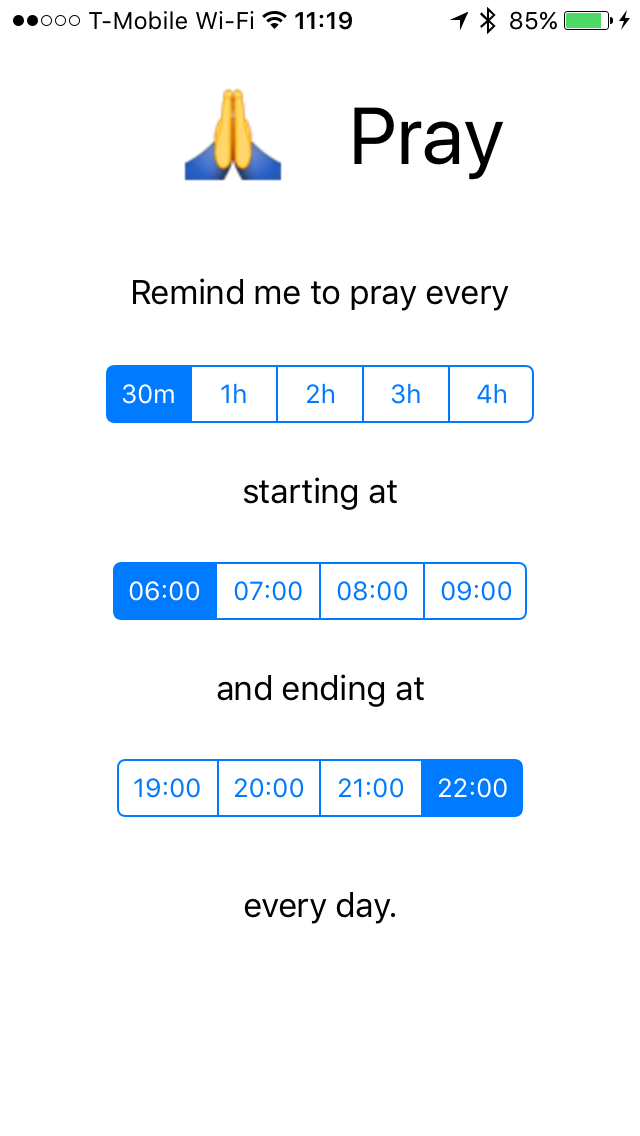 T-Mobile Wi-Fi 11:19 85%
Pray
Remind me to pray every
30m 1h 2h 3h 4h
starting at
06:00 07:00 08:00 09:00
and ending at
19:00 20:00 21:00 22:00
every day.